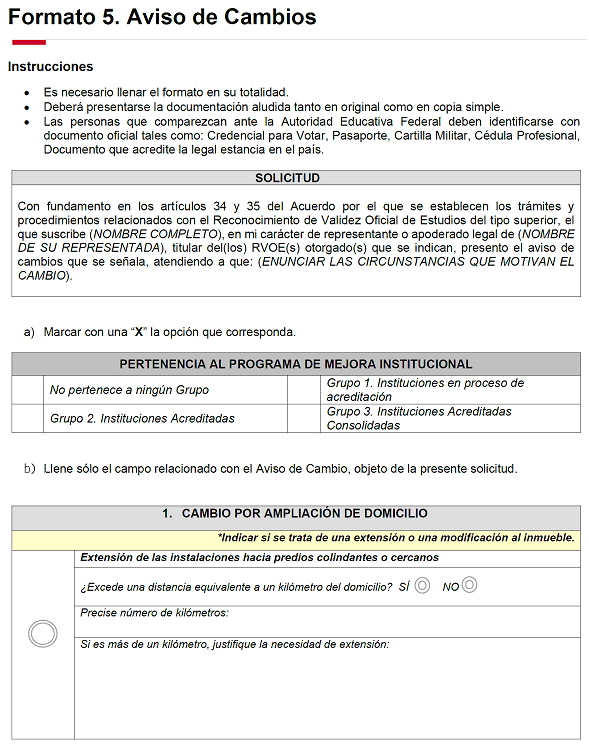 Formato 5. Aviso de Cambios
Instrucciones
• Es necesario llenar el formato en su totalidad.
• Deberá presentarse la documentación aludida tanto en original como en copia simple.
• Las personas que comparezcan ante la Autoridad Educativa Federal deben identificarse con
documento oficial tales como: Credencial para Votar, Pasaporte, Cartilla Militar, Cédula Profesional,
Documento que acredite la legal estancia en el país.
SOLICITUD
Con fundamento en los artículos 34 y 35 del Acuerdo por el que se establecen los trámites y
procedimientos relacionados con el Reconocimiento de Validez Oficial de Estudios del tipo superior, el
que suscribe (NOMBRE COMPLETO), en mi carácter de representante o apoderado legal de (NOMBRE
DE SU REPRESENTADA), titular del(los) RVOE(s) otorgado(s) que se indican, presento el aviso de
cambios que se señala, atendiendo a que: (ENUNCIAR LAS CIRCUNSTANCIAS QUE MOTIVAN EL
CAMBIO).
a) Marcar con una “X” la opción que corresponda.
PERTENENCIA AL PROGRAMA DE MEJORA INSTITUCIONAL
No pertenece a ningún Grupo
Grupo 1. Instituciones en proceso de
acreditación
Grupo 2. Instituciones Acreditadas
Grupo 3. Instituciones Acreditadas
Consolidadas
b) Llene sólo el campo relacionado con el Aviso de Cambio, objeto de la presente solicitud.
1. CAMBIO POR AMPLIACIÓN DE DOMICILIO
*Indicar si se trata de una extensión o una modificación al inmueble.
Extensión de las instalaciones hacia predios colindantes o cercanos
¿Excede una distancia equivalente a un kilómetro del domicilio? SÍ NO
Precise número de kilómetros:
Si es más de un kilómetro, justifique la necesidad de extensión: